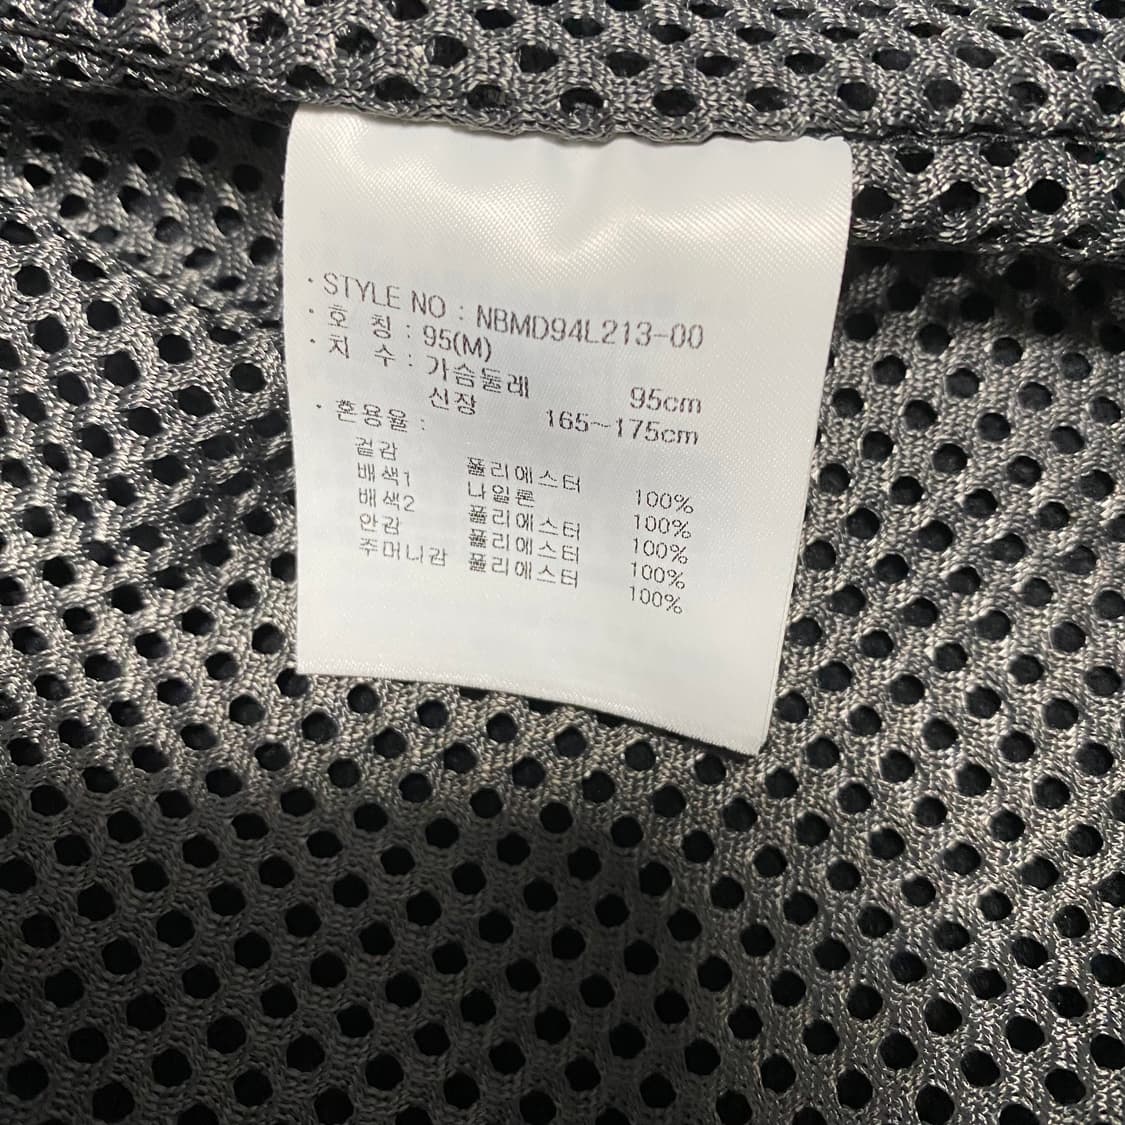 · STYLE NO : NBMD94L213-00
· 호 칭 : 95(M)
· 치 수 : 가슴둘레 95cm
신장 165~175cm
· 혼용율 :
겉감 폴리에스터 100%
배색1 나일론 100%
배색2 폴리에스터 100%
안감 폴리에스터 100%
주머니감 폴리에스터 100%